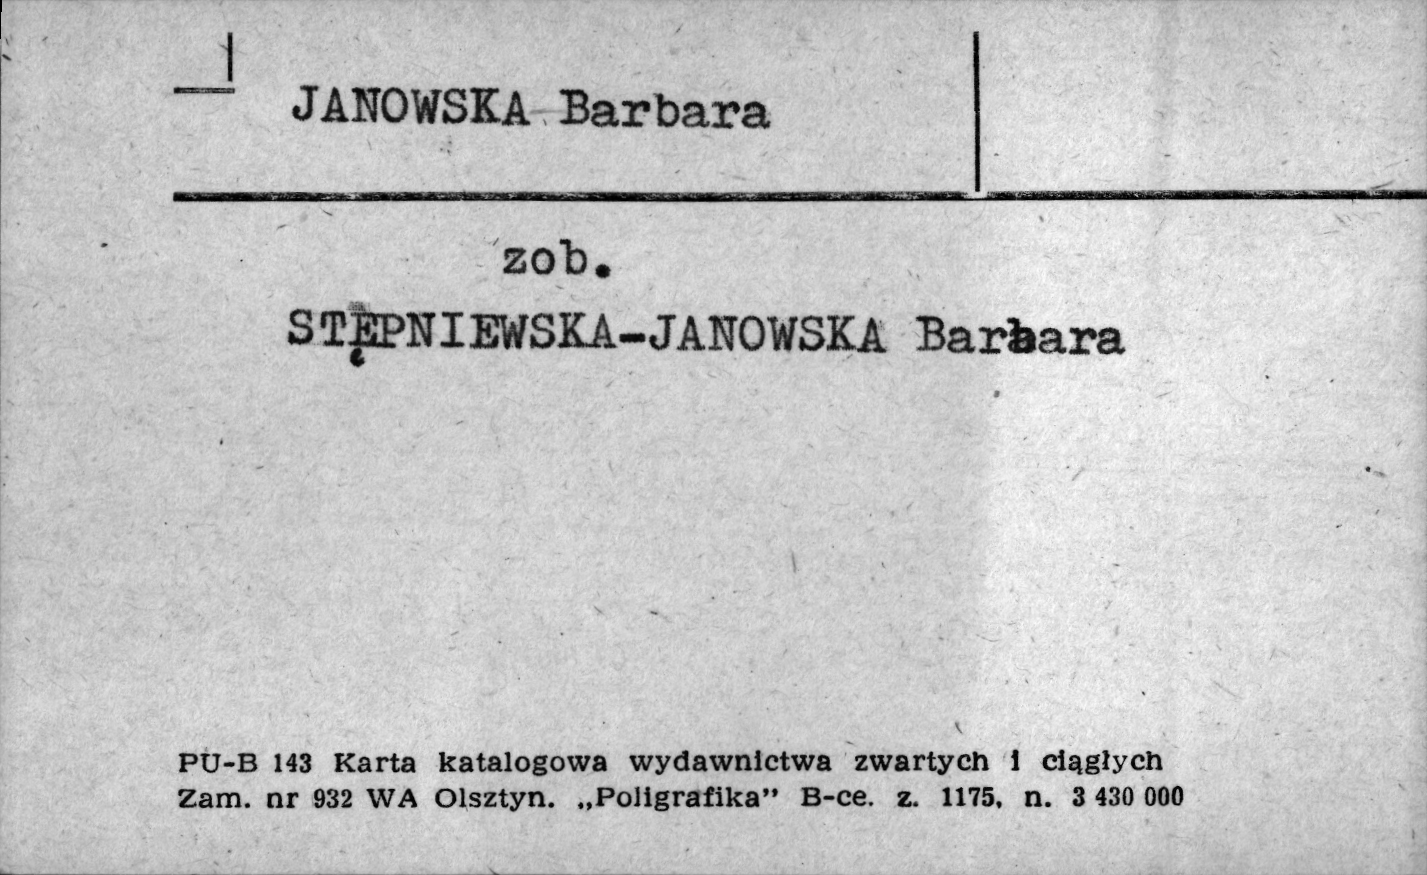 JANOWSKA Barbara
zob.
STĘPNIEWSKA-JANOWSKA Barbara
PU-B 143 Karta katalogowa wydawnictwa zwartych i ciągłych
Zam. nr 932 WA Olsztyn. „Poligrafika” B-ce. z. 1175, n. 3 430 000